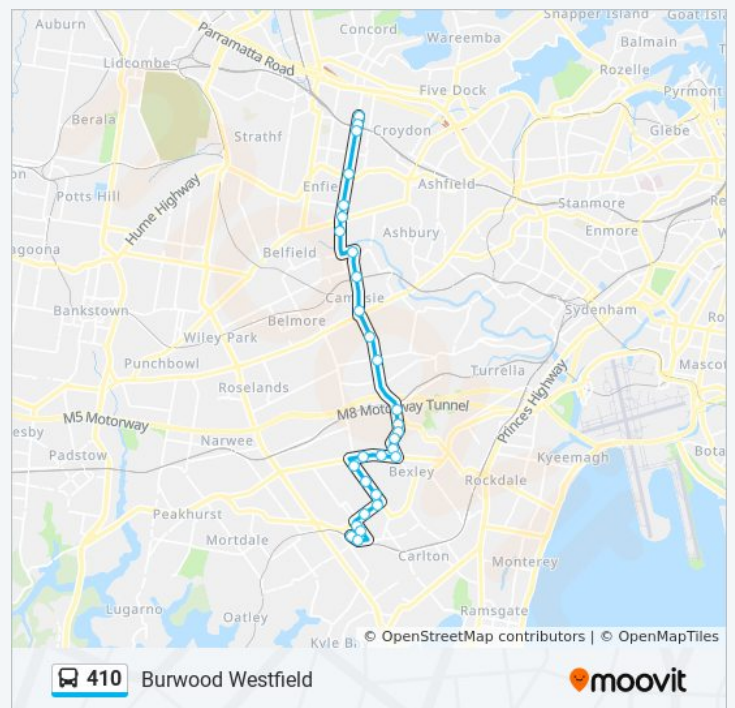 Auburn
Concord
Snapper Island
Goat Isla
Wareemba
Balmain
Parramatta Road
Lidcombe
Rozelle
Five Dock
Pyrmont
Berala
Croydon
Glebe
Strathf
Enfie
Ashfield
Potts Hill
Stanmore
Hume Highway
Enmore
Ashbury
agoona
Belfield
Bankstown
Belmore
Sydenham
Wiley Park
Punchbowl
Turrella
Mascot
Roselands
M5 Motorway
M8 Motorway Tunnel
Princes Highway
esby
Narwee
Padstow
Kyeemagh
Bota
Bexley
Rockdale
Peakhurst
Mortdale
Carlton
Monterey
Lugarno
Oatley
Ramsgate
Kyle B
© OpenStreetMap contributors | © OpenMapTiles
410 Burwood Westfield
moovit